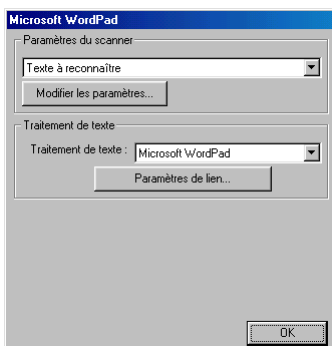 Microsoft WordPad
Paramètres du scanner
Texte à reconnaître
Modifier les paramètres...
Traitement de texte
Traitement de texte : Microsoft WordPad
Paramètres de lien...
OK